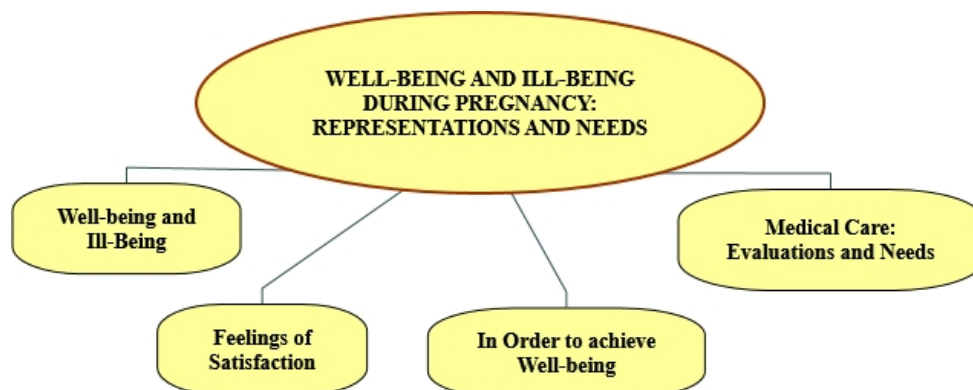 WELL-BEING AND ILL-BEING
DURING PREGNANCY:
REPRESENTATIONS AND NEEDS
Well-being and
Ill-Being
Medical Care:
Evaluations and Needs
Feelings of
Satisfaction
In Order to achieve
Well-being